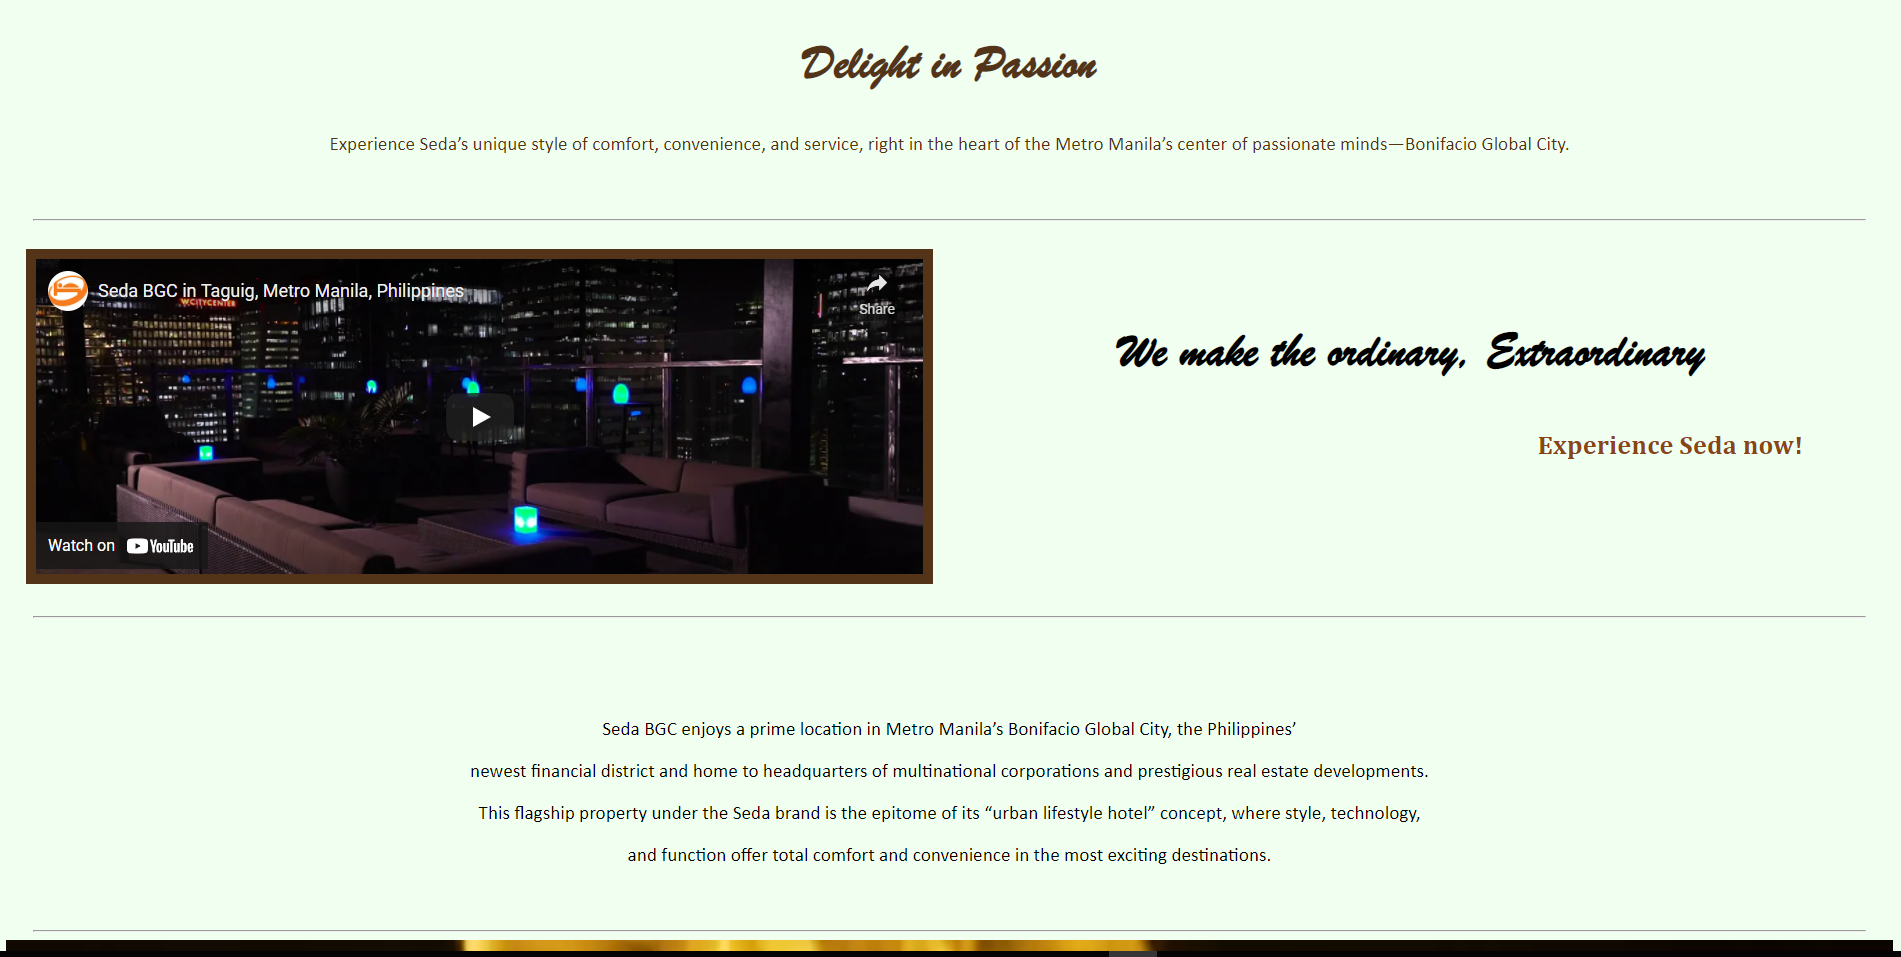 Delight in Passion
Experience Seda’s unique style of comfort, convenience, and service, right in the heart of the Metro Manila’s center of passionate minds—Bonifacio Global City.
Seda BGC in Taguig, Metro Manila, Philippines
W CITYCENTER
Share
Watch on YouTube
We make the ordinary, Extraordinary
Experience Seda now!
Seda BGC enjoys a prime location in Metro Manila’s Bonifacio Global City, the Philippines’
newest financial district and home to headquarters of multinational corporations and prestigious real estate developments.
This flagship property under the Seda brand is the epitome of its “urban lifestyle hotel” concept, where style, technology,
and function offer total comfort and convenience in the most exciting destinations.